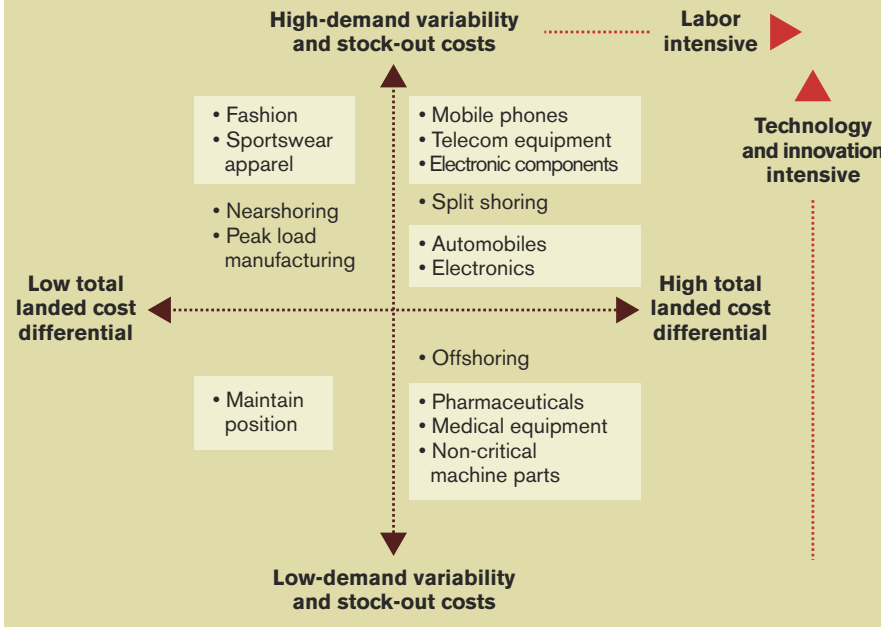 High-demand variability
and stock-out costs
Labor
intensive
Technology
and innovation
intensive
• Fashion
• Sportswear
apparel
• Mobile phones
• Telecom equipment
• Electronic components
• Nearshoring
• Peak load
manufacturing
• Split shoring
• Automobiles
• Electronics
Low total
landed cost
differential
High total
landed cost
differential
• Maintain
position
• Offshoring
• Pharmaceuticals
• Medical equipment
• Non-critical
machine parts
Low-demand variability
and stock-out costs